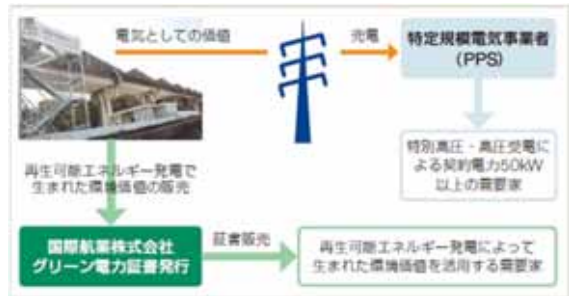 電気としての価値
売電
特定規模電気事業者
(PPS)
特別高圧・高圧受電に
よる契約電力50kW
以上の需要家
再生可能エネルギー発電で
生まれた環境価値の販売
国際航業株式会社
グリーン電力証書発行
証書販売
再生可能エネルギー発電によって
生まれた環境価値を活用する需要家